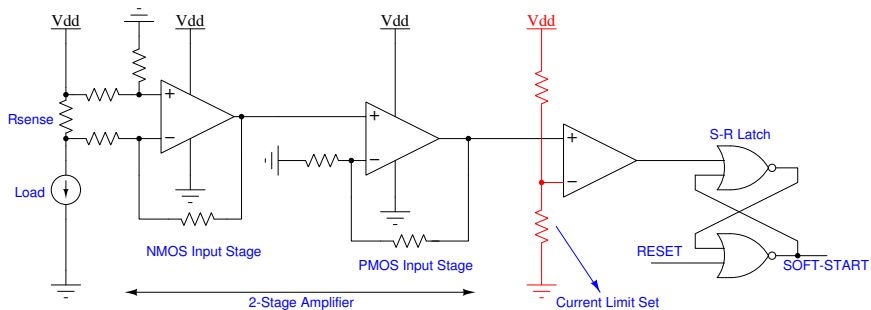 Vdd
Vdd
Vdd
Vdd
+
−
+
−
+
−
Rsense
S-R Latch
Load
NMOS Input Stage
PMOS Input Stage
RESET
SOFT-START
2-Stage Amplifier
Current Limit Set